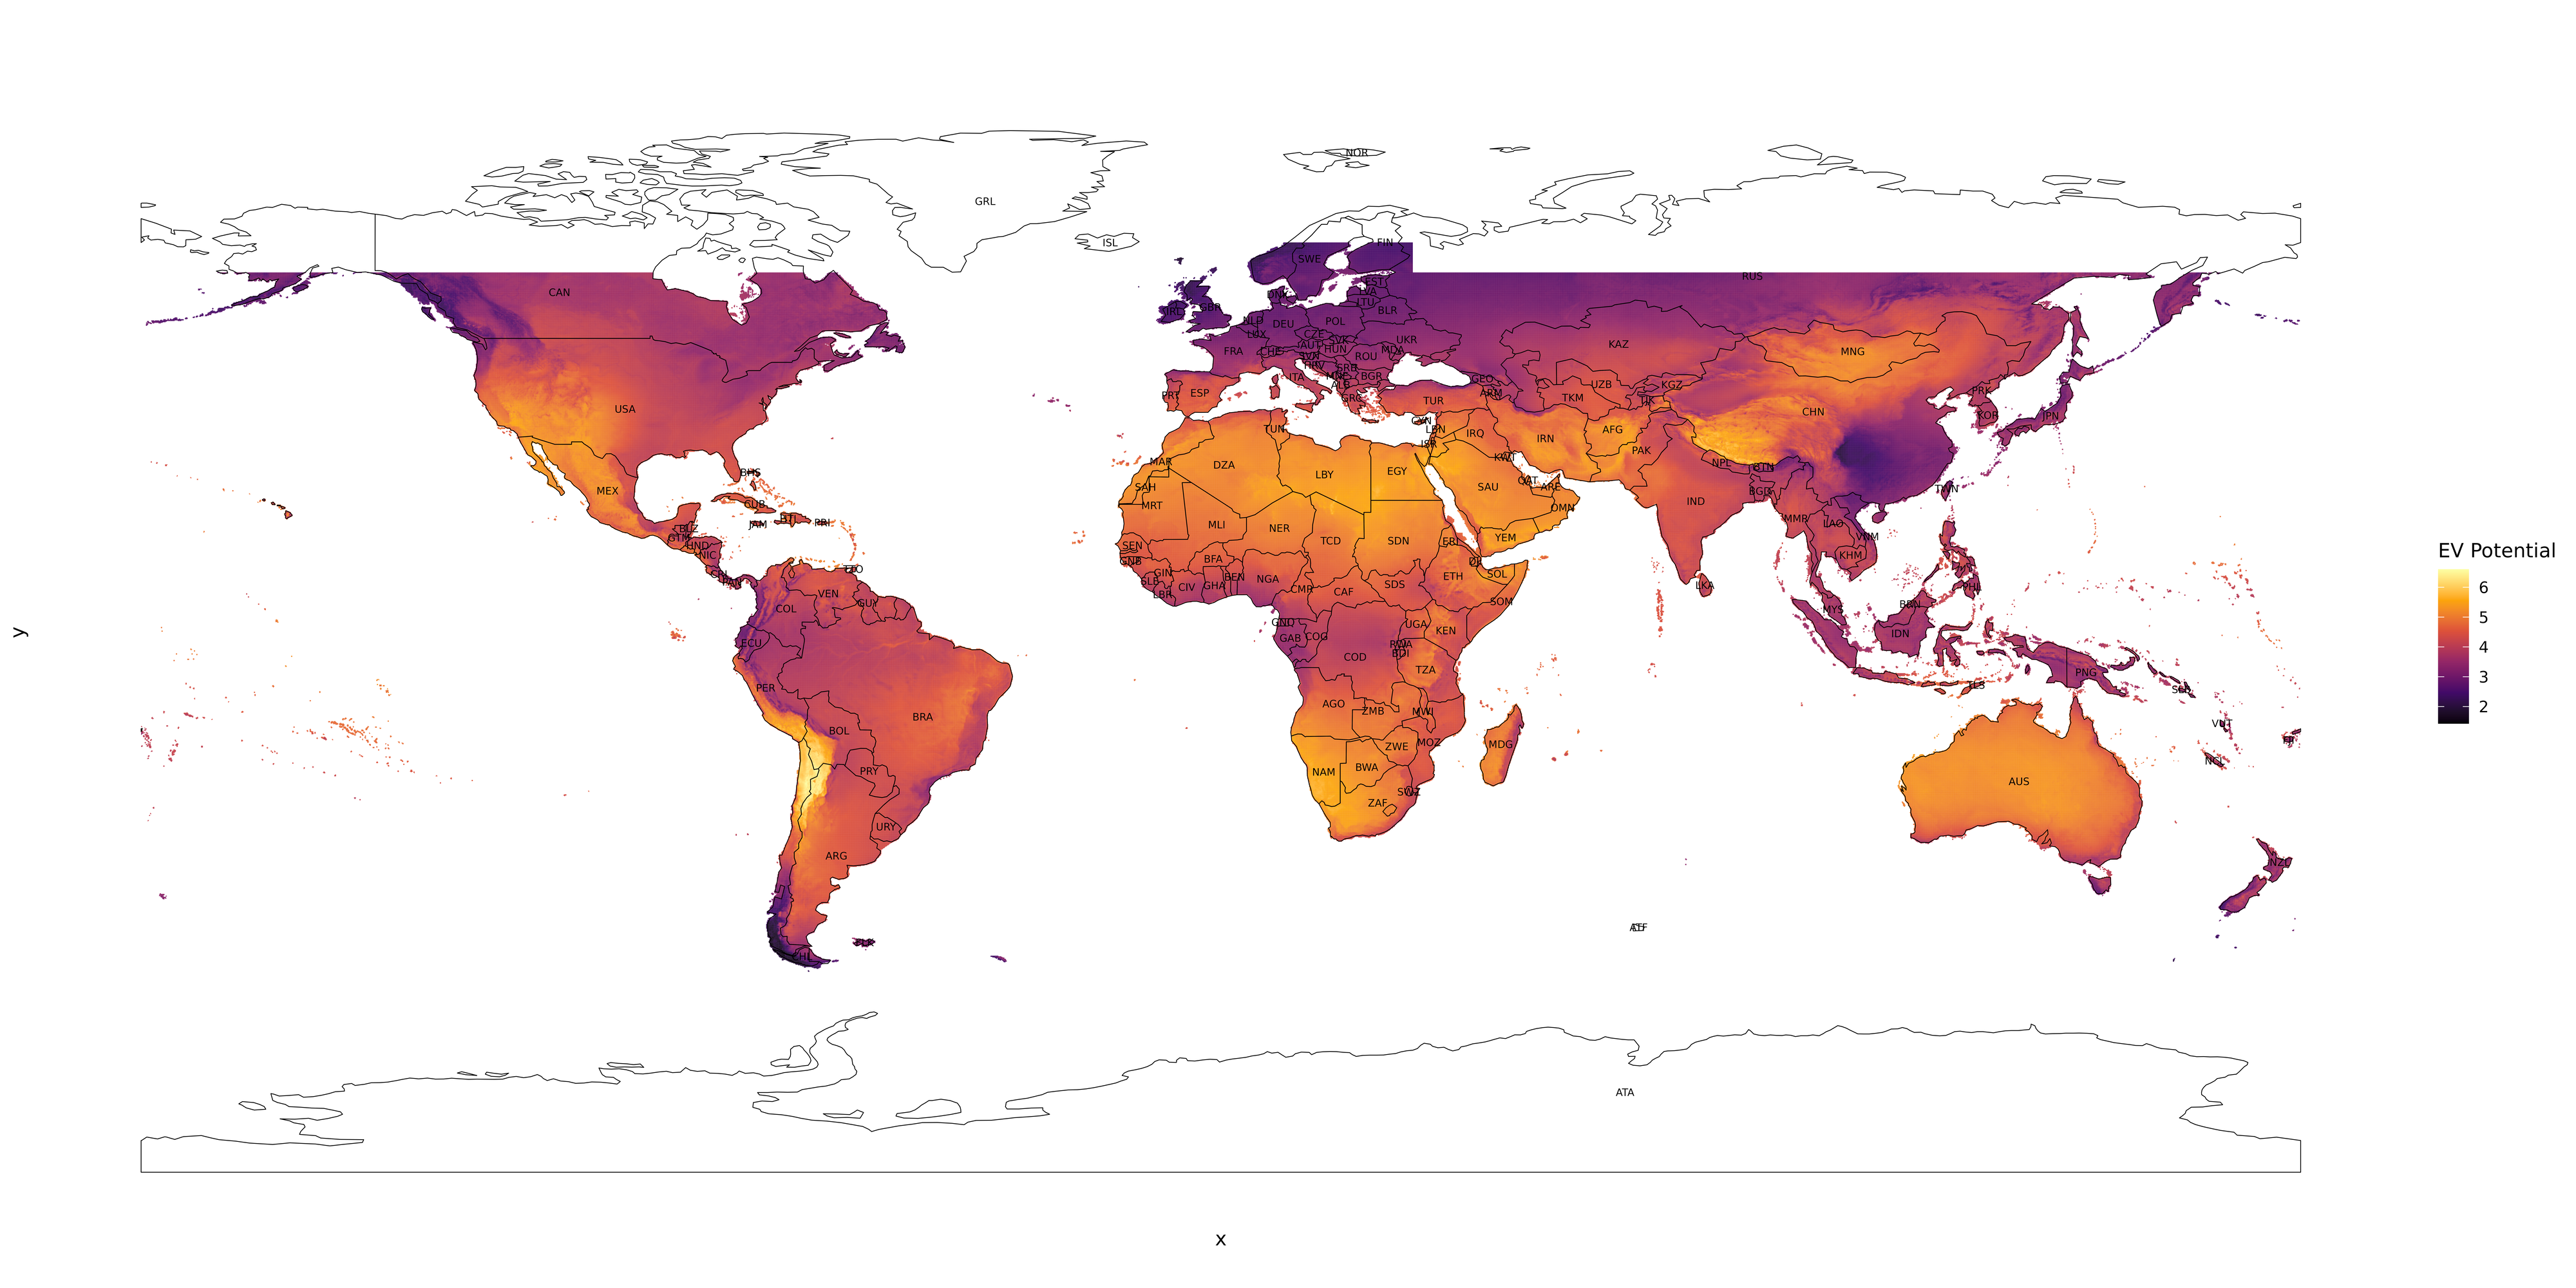 NOR
GRL
ISL
FIN
SWE
RUS
EST
CAN
LVA
DNK
LTU
GBR
IRL
BLR
NLD
POL
DEU
LUX
CZE
UKR
SVK
KAZ
AUT
HUN
MDA
FRA
CHE
MNG
ROU
SVN
HRV
SRB
ITA
MNE
BGR
GEO
ALB
UZB
KGZ
PRK
ESP
ARM
PRT
GRC
TKM
TJK
TUR
USA
CHN
KOR
JPN
CYN
TUN
LBN
AFG
IRQ
IRN
ISR
PAK
KWT
MAR
NPL
DZA
BTN
EGY
BHS
LBY
QAT
SAH
SAU
ARE
TWN
MEX
BGD
IND
CUB
MRT
OMN
MMR
HTI
PRI
JAM
LAO
MLI
BLZ
NER
VNM
GTM
YEM
TCD
SDN
ERI
SEN
HND
NIC
KHM
BFA
GNB
DJI
TTO
GIN
CRI
SOL
ETH
BEN
NGA
PAN
SLE
SDS
GHA
LKA
CIV
PHL
CMR
CAF
VEN
LBR
SOM
GUY
BRN
COL
MYS
GNQ
UGA
KEN
IDN
COG
GAB
ECU
RWA
BDI
COD
TZA
PNG
TLS
PER
SLB
AGO
ZMB
MWI
BRA
VUT
BOL
FJI
MOZ
MDG
ZWE
NCL
BWA
PRY
NAM
AUS
SWZ
ZAF
URY
ARG
NZL
ATF
FLK
CHL
ATA
x
y
EV Potential
6
5
4
3
2